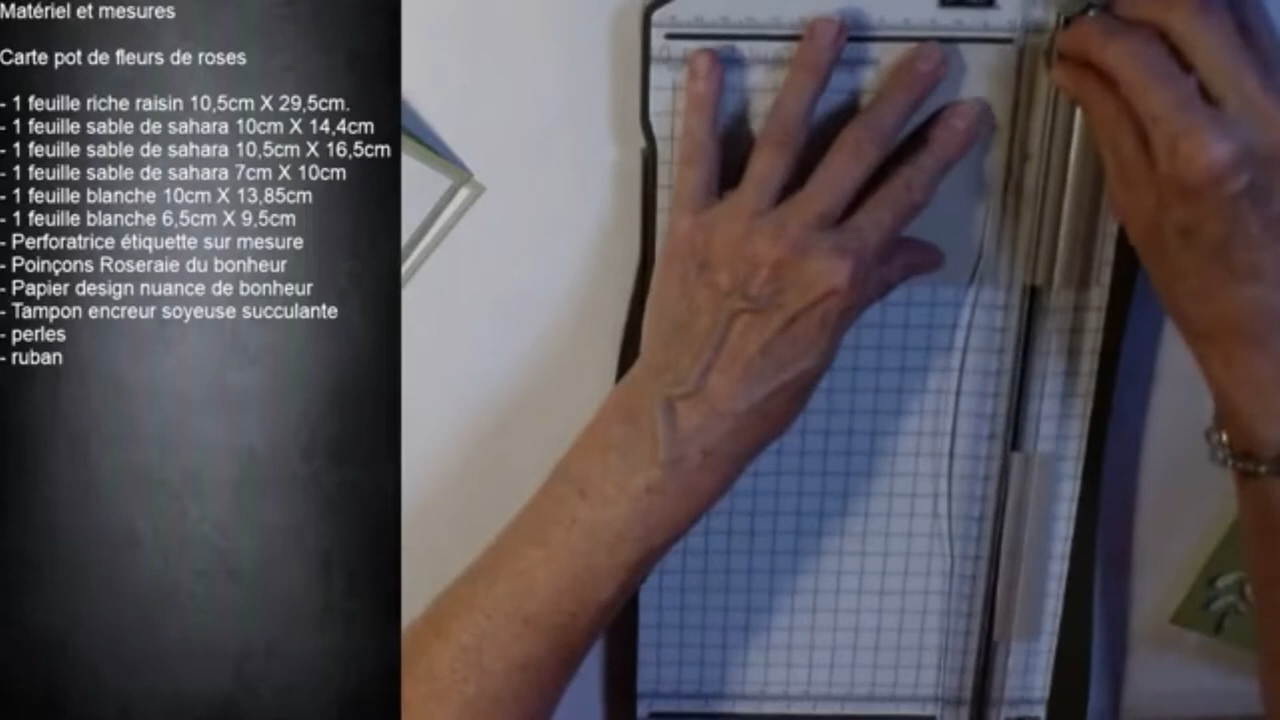 Matériel et mesures
Carte pot de fleurs de roses
- 1 feuille riche raisin 10,5cm X 29,5cm.
- 1 feuille sable de sahara 10cm X 14,4cm
- 1 feuille sable de sahara 10,5cm X 16,5cm
- 1 feuille sable de sahara 7cm X 10cm
- 1 feuille blanche 10cm X 13,85cm
- 1 feuille blanche 6,5cm X 9,5cm
- Perforatrice étiquette sur mesure
- Poinçons Roseraie du bonheur
- Papier design nuance de bonheur
- Tampon encreur soyeuse succulante
- perles
- ruban